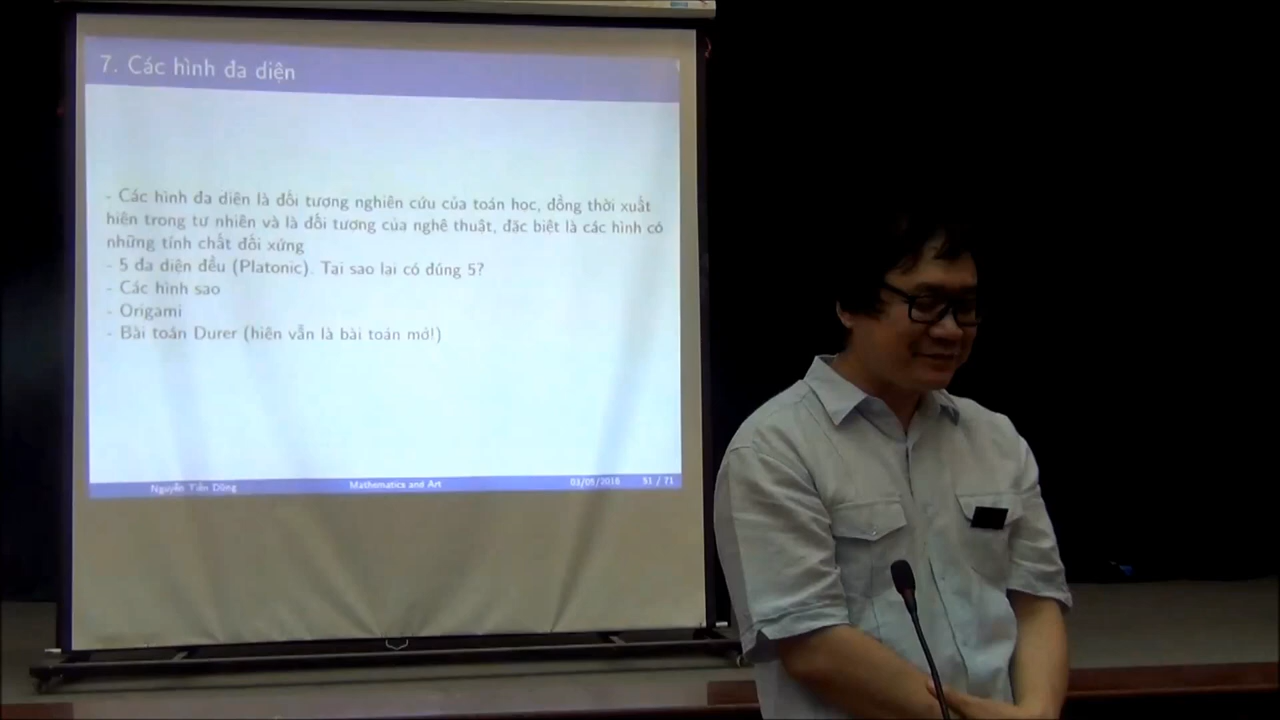 7. Các hình đa diện
- Các hình đa diện là đối tượng nghiên cứu của toán học, đồng thời xuất
hiện trong tự nhiên và là đối tượng của nghệ thuật, đặc biệt là các hình có
những tính chất đối xứng
- 5 đa diện đều (Platonic). Tại sao lại có đúng 5?
- Các hình sao
- Origami
- Bài toán Durer (hiện vẫn là bài toán mở!)
Nguyễn Tiến Dũng Mathematics and Art 03/05/2016 51 / 71